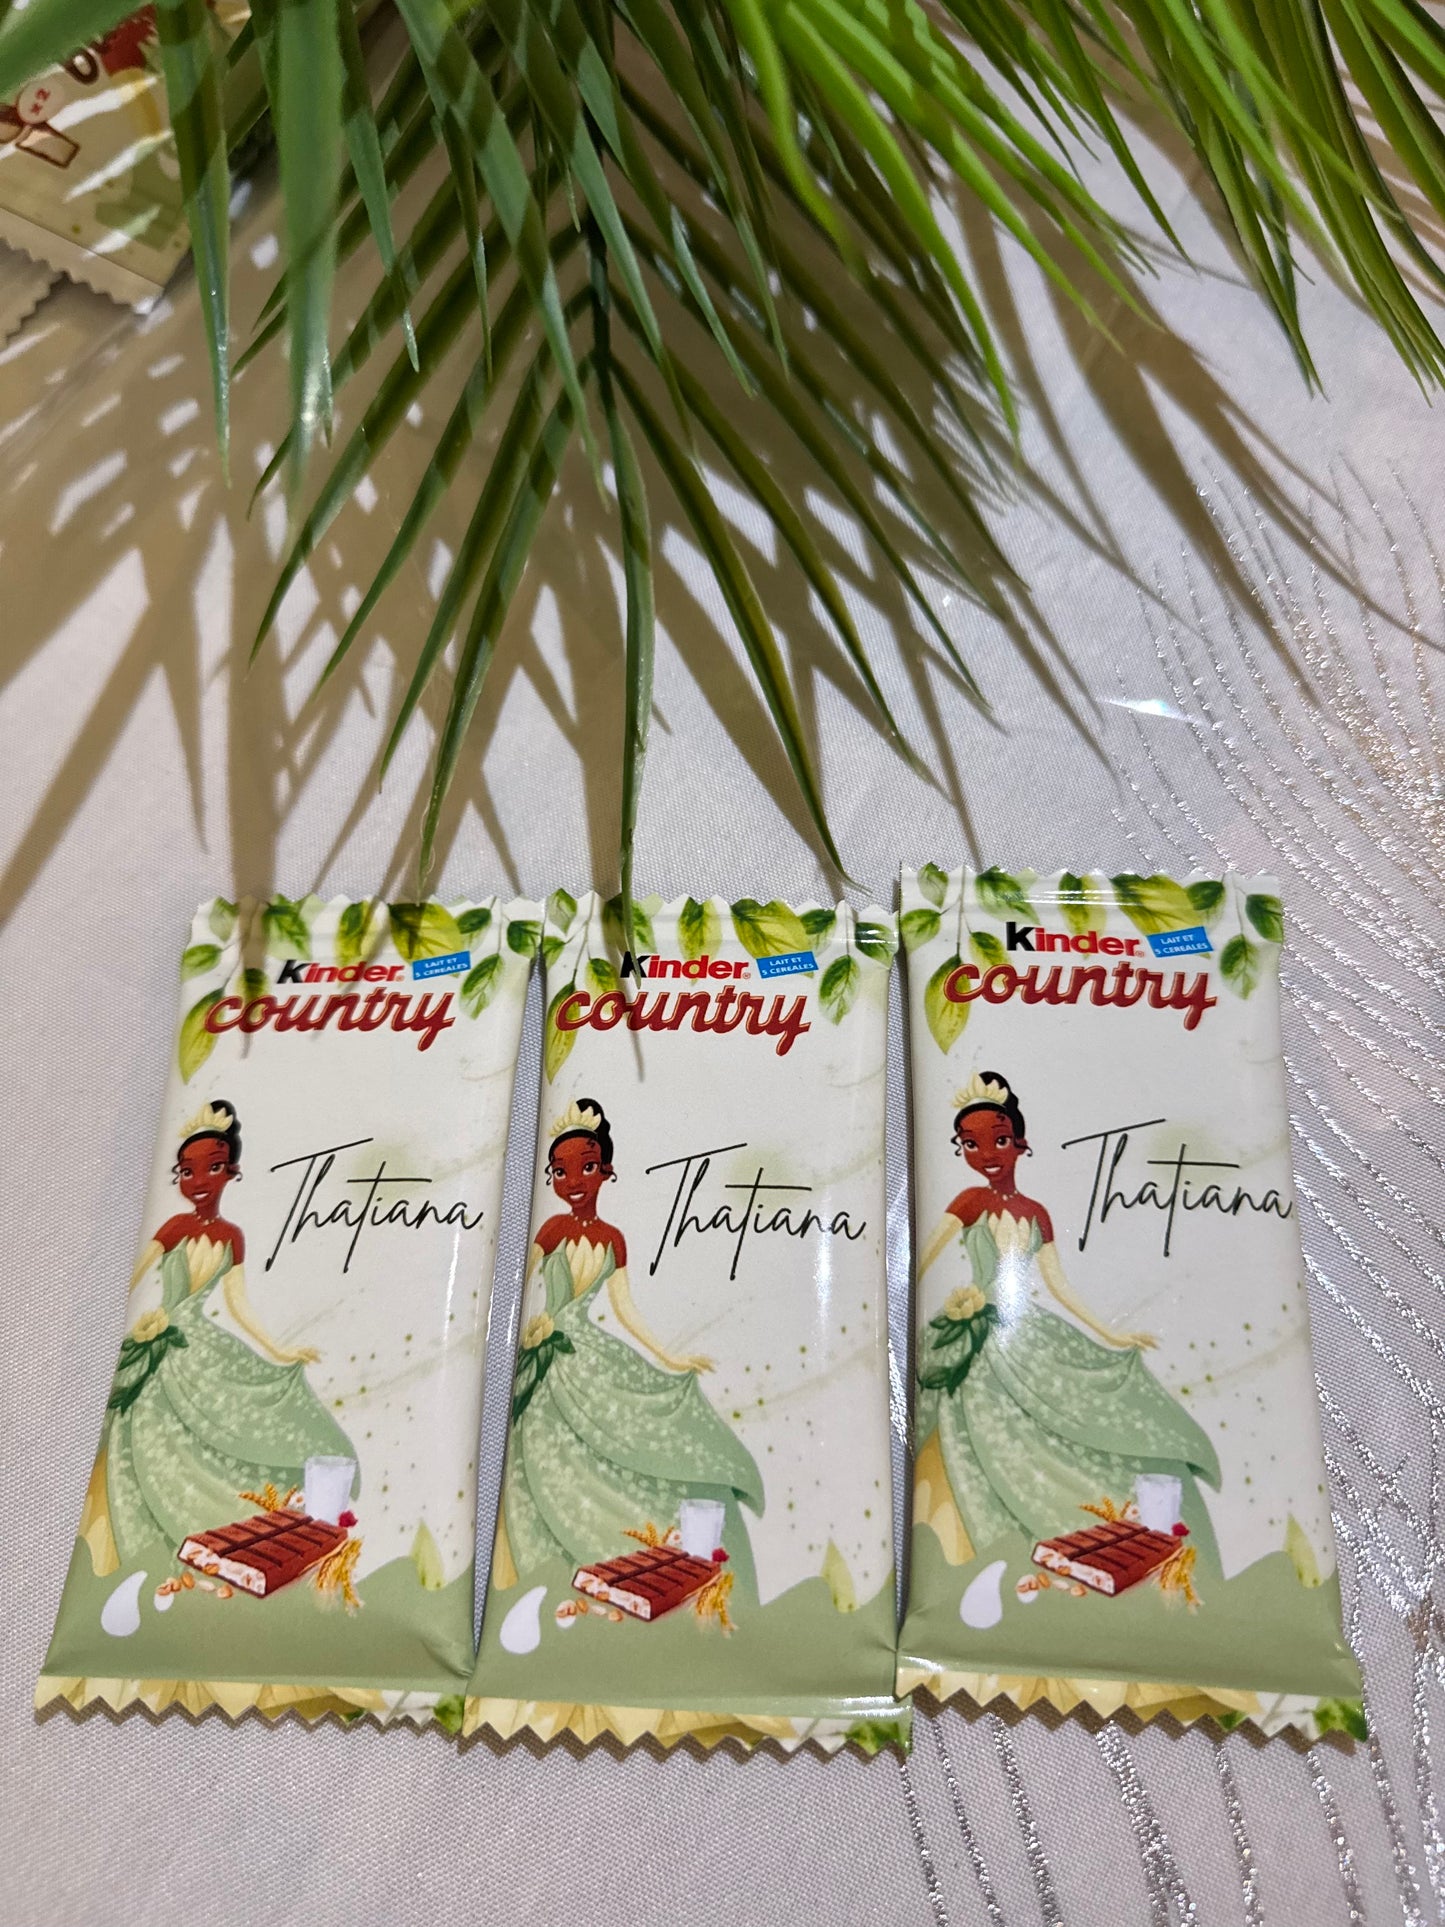 x2
Kinder
LAIT ET
5 CEREALES
country
Thatiana
Kinder
LAIT ET
5 CEREALES
country
Thatiana
Kinder
LAIT ET
5 CEREALES
country
Thatiana